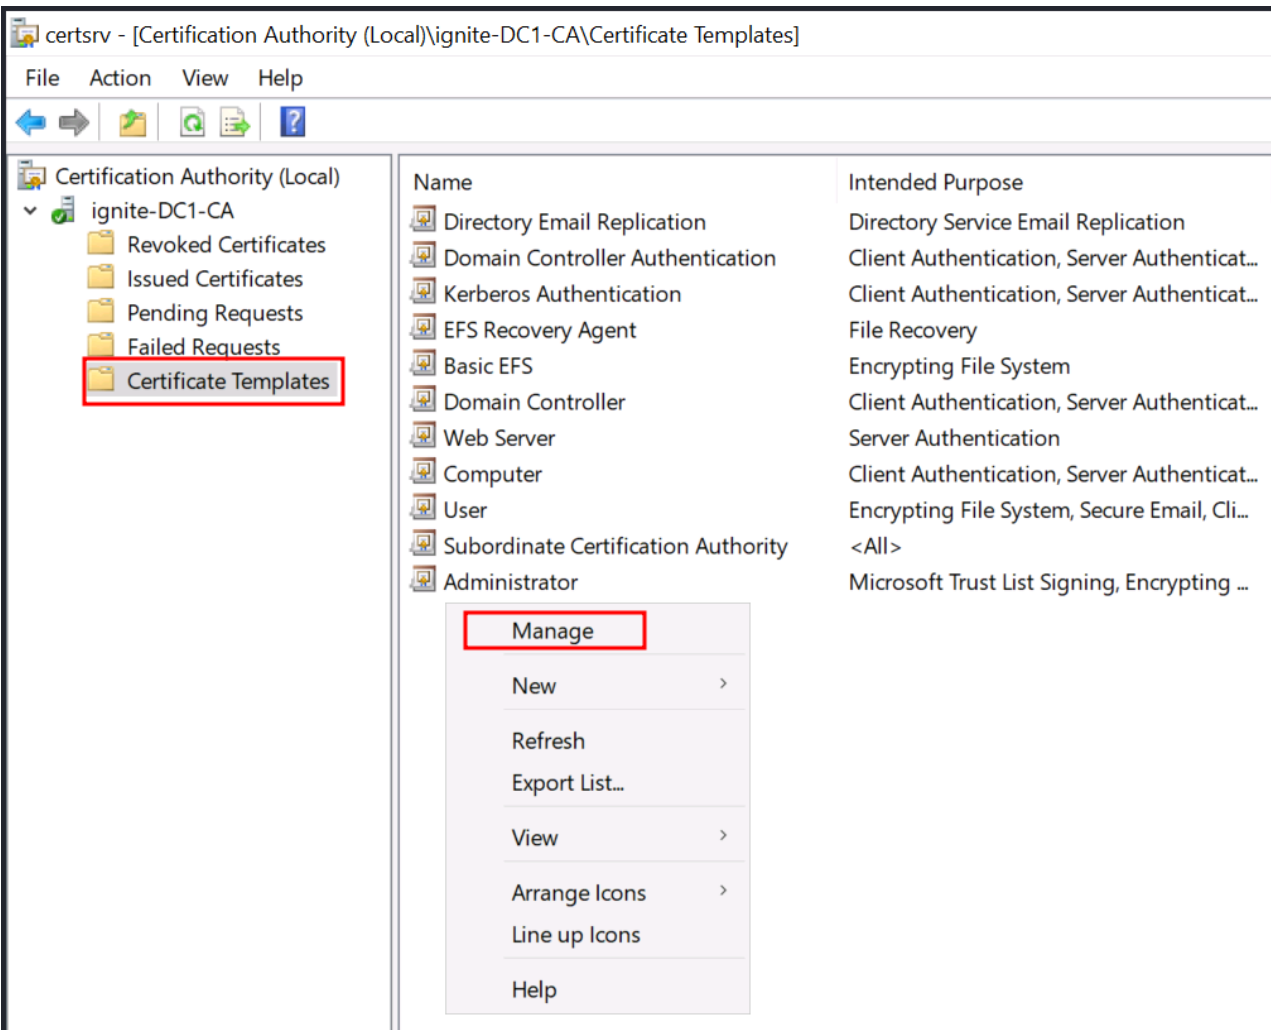 certsrv - [Certification Authority (Local)\ignite-DC1-CA\Certificate Templates]
File Action View Help
Certification Authority (Local)
ignite-DC1-CA
Revoked Certificates
Issued Certificates
Pending Requests
Failed Requests
Certificate Templates
Name Intended Purpose
Directory Email Replication Directory Service Email Replication
Domain Controller Authentication Client Authentication, Server Authenticat...
Kerberos Authentication Client Authentication, Server Authenticat...
EFS Recovery Agent File Recovery
Basic EFS Encrypting File System
Domain Controller Client Authentication, Server Authenticat...
Web Server Server Authentication
Computer Client Authentication, Server Authenticat...
User Encrypting File System, Secure Email, Cli...
Subordinate Certification Authority <All>
Administrator Microsoft Trust List Signing, Encrypting ...
Manage
New
Refresh
Export List...
View
Arrange Icons
Line up Icons
Help